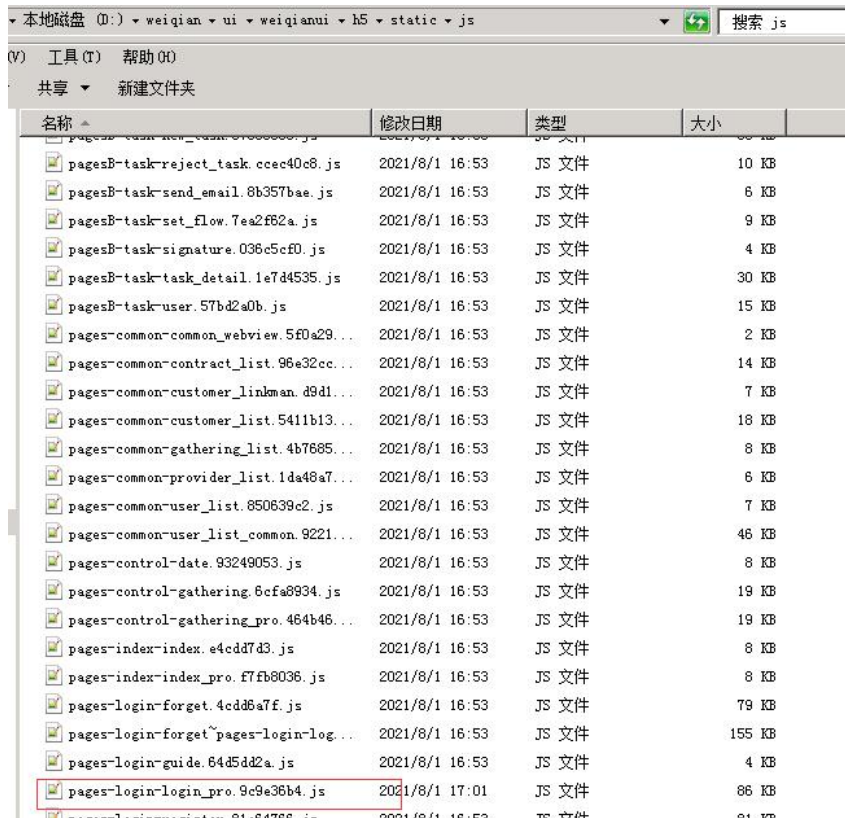 本地磁盘 (D:) ▾ weiqian ▾ ui ▾ weiqianui ▾ h5 ▾ static ▾ js 搜索 js
(V) 工具(T) 帮助(H)
共享 ▾ 新建文件夹
名称 修改日期 类型 大小
pagesB-task-reject_task.ccec40c8.js 2021/8/1 16:53 JS 文件 10 KB
pagesB-task-send_email.8b357bae.js 2021/8/1 16:53 JS 文件 6 KB
pagesB-task-set_flow.7ea2f62a.js 2021/8/1 16:53 JS 文件 9 KB
pagesB-task-signature.036c5cf0.js 2021/8/1 16:53 JS 文件 4 KB
pagesB-task-task_detail.1e7d4535.js 2021/8/1 16:53 JS 文件 30 KB
pagesB-task-user.57bd2a0b.js 2021/8/1 16:53 JS 文件 15 KB
pages-common-common_webview.5f0a29... 2021/8/1 16:53 JS 文件 2 KB
pages-common-contract_list.96e32cc... 2021/8/1 16:53 JS 文件 14 KB
pages-common-customer_linkman.d9d1... 2021/8/1 16:53 JS 文件 7 KB
pages-common-customer_list.5411b13... 2021/8/1 16:53 JS 文件 18 KB
pages-common-gathering_list.4b7685... 2021/8/1 16:53 JS 文件 8 KB
pages-common-provider_list.1da48a7... 2021/8/1 16:53 JS 文件 6 KB
pages-common-user_list.850639c2.js 2021/8/1 16:53 JS 文件 7 KB
pages-common-user_list_common.9221... 2021/8/1 16:53 JS 文件 46 KB
pages-control-date.93249053.js 2021/8/1 16:53 JS 文件 8 KB
pages-control-gathering.6cfa8934.js 2021/8/1 16:53 JS 文件 19 KB
pages-control-gathering_pro.464b46... 2021/8/1 16:53 JS 文件 19 KB
pages-index-index.e4cdd7d3.js 2021/8/1 16:53 JS 文件 8 KB
pages-index-index_pro.f7fb8036.js 2021/8/1 16:53 JS 文件 8 KB
pages-login-forget.4cdd6a7f.js 2021/8/1 16:53 JS 文件 79 KB
pages-login-forget~pages-login-log... 2021/8/1 16:53 JS 文件 155 KB
pages-login-guide.64d5dd2a.js 2021/8/1 16:53 JS 文件 4 KB
pages-login-login_pro.9c9e36b4.js 2021/8/1 17:01 JS 文件 86 KB